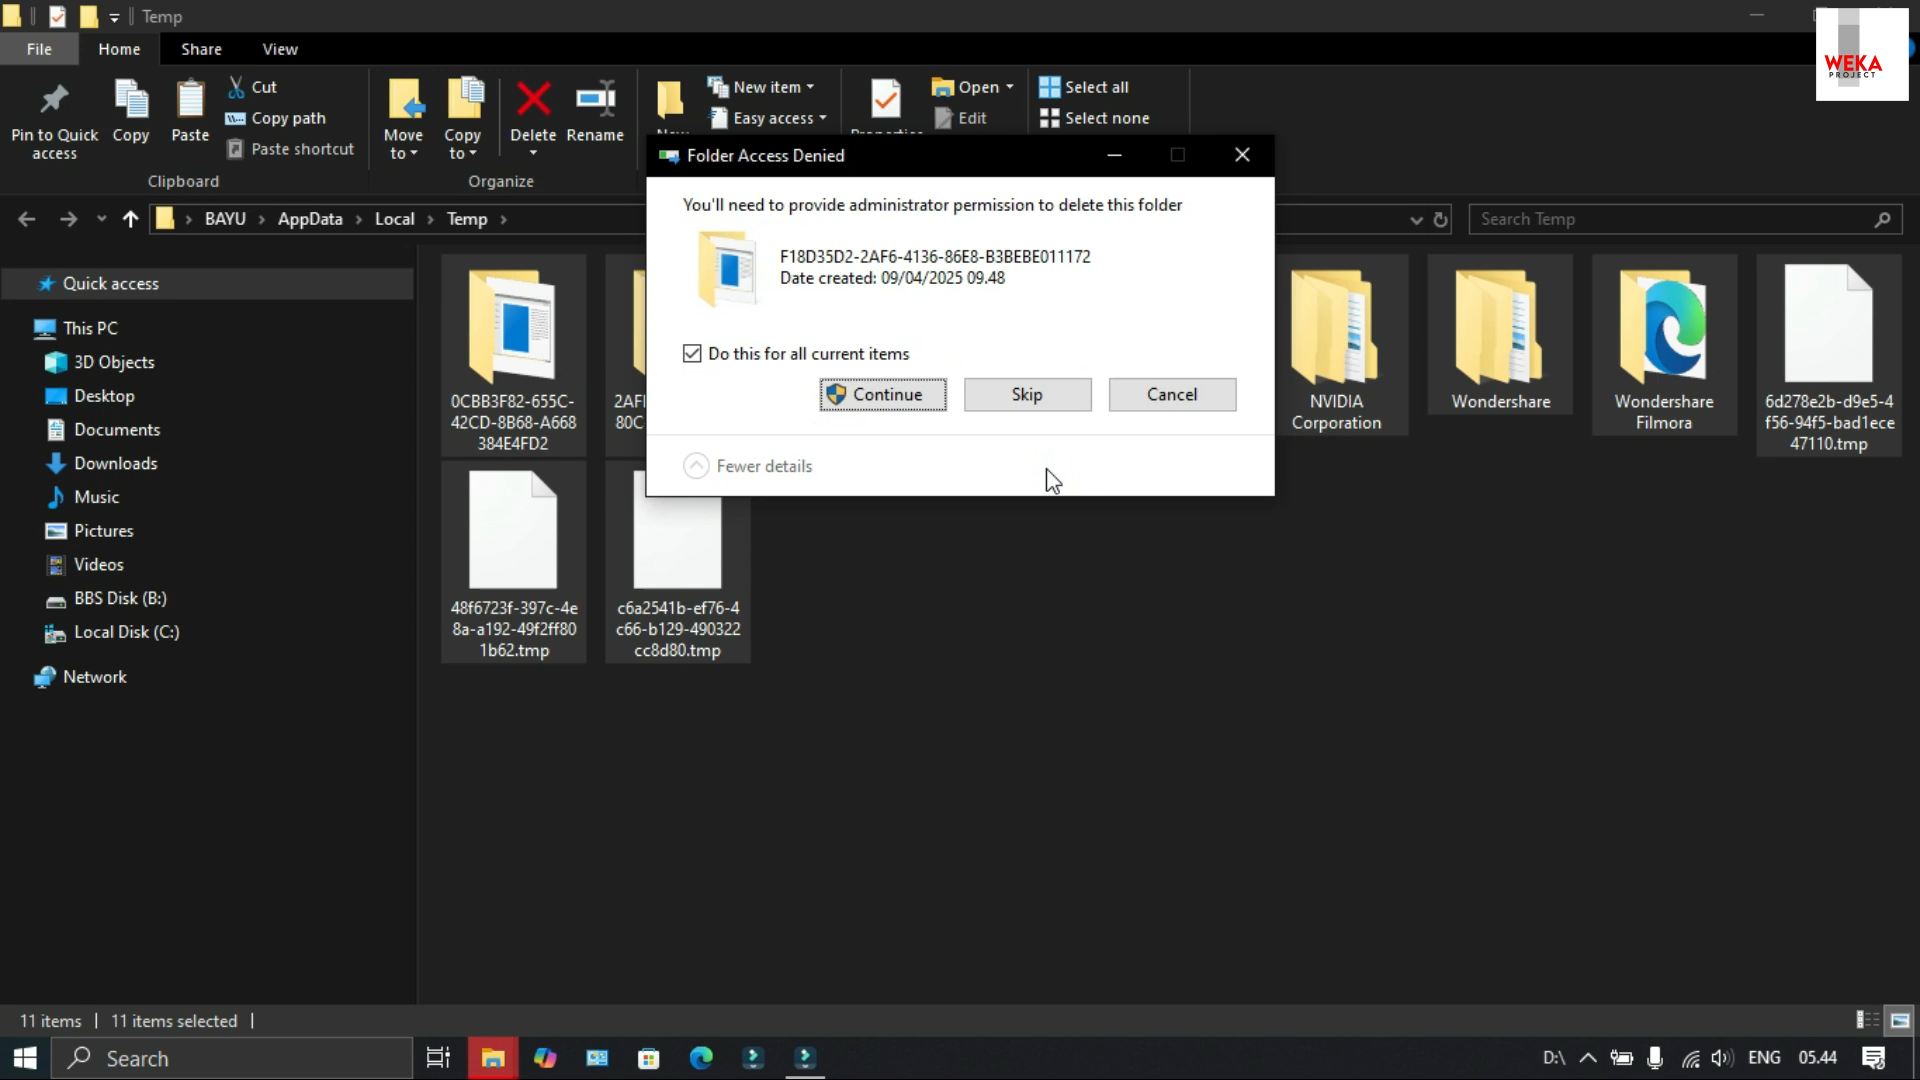 Temp
WEKA
PROJECT
File
Home
Share
View
Pin to Quick
access
Copy
Paste
Cut
Copy path
Paste shortcut
Clipboard
Move
to
Copy
to
Delete
Rename
Organize
New item
Easy access
Open
Edit
Select all
Select none
BAYU
AppData
Local
Temp
Search Temp
Folder Access Denied
You'll need to provide administrator permission to delete this folder
F18D35D2-2AF6-4136-86E8-B3BEBE011172
Date created: 09/04/2025 09.48
Do this for all current items
Continue
Skip
Cancel
Fewer details
Quick access
This PC
3D Objects
Desktop
Documents
Downloads
Music
Pictures
Videos
BBS Disk (B:)
Local Disk (C:)
Network
0CBB3F82-655C-
42CD-8B68-A668
384E4FD2
NVIDIA
Corporation
Wondershare
Wondershare
Filmora
6d278e2b-d9e5-4
f56-94f5-bad1ece
47110.tmp
48f6723f-397c-4e
8a-a192-49f2ff80
1b62.tmp
c6a2541b-ef76-4
c66-b129-490322
cc8d80.tmp
11 items
11 items selected
Search
D:\
ENG
05.44